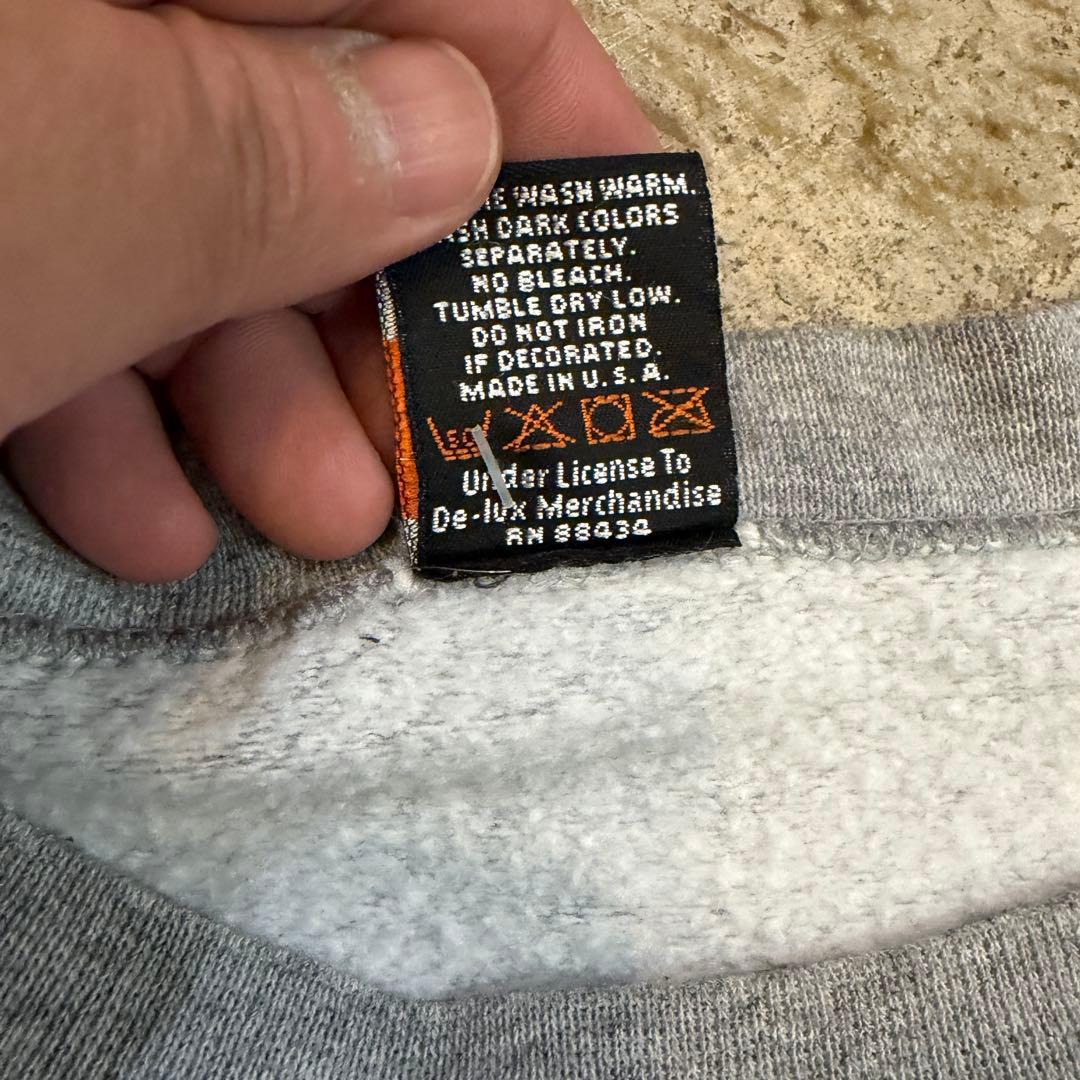 WASH WARM.
DARK COLORS
SEPARATELY.
NO BLEACH.
TUMBLE DRY LOW.
DO NOT IRON
IF DECORATED.
MADE IN U.S.A.
Under License To
De-lux Merchandise
RN 88434